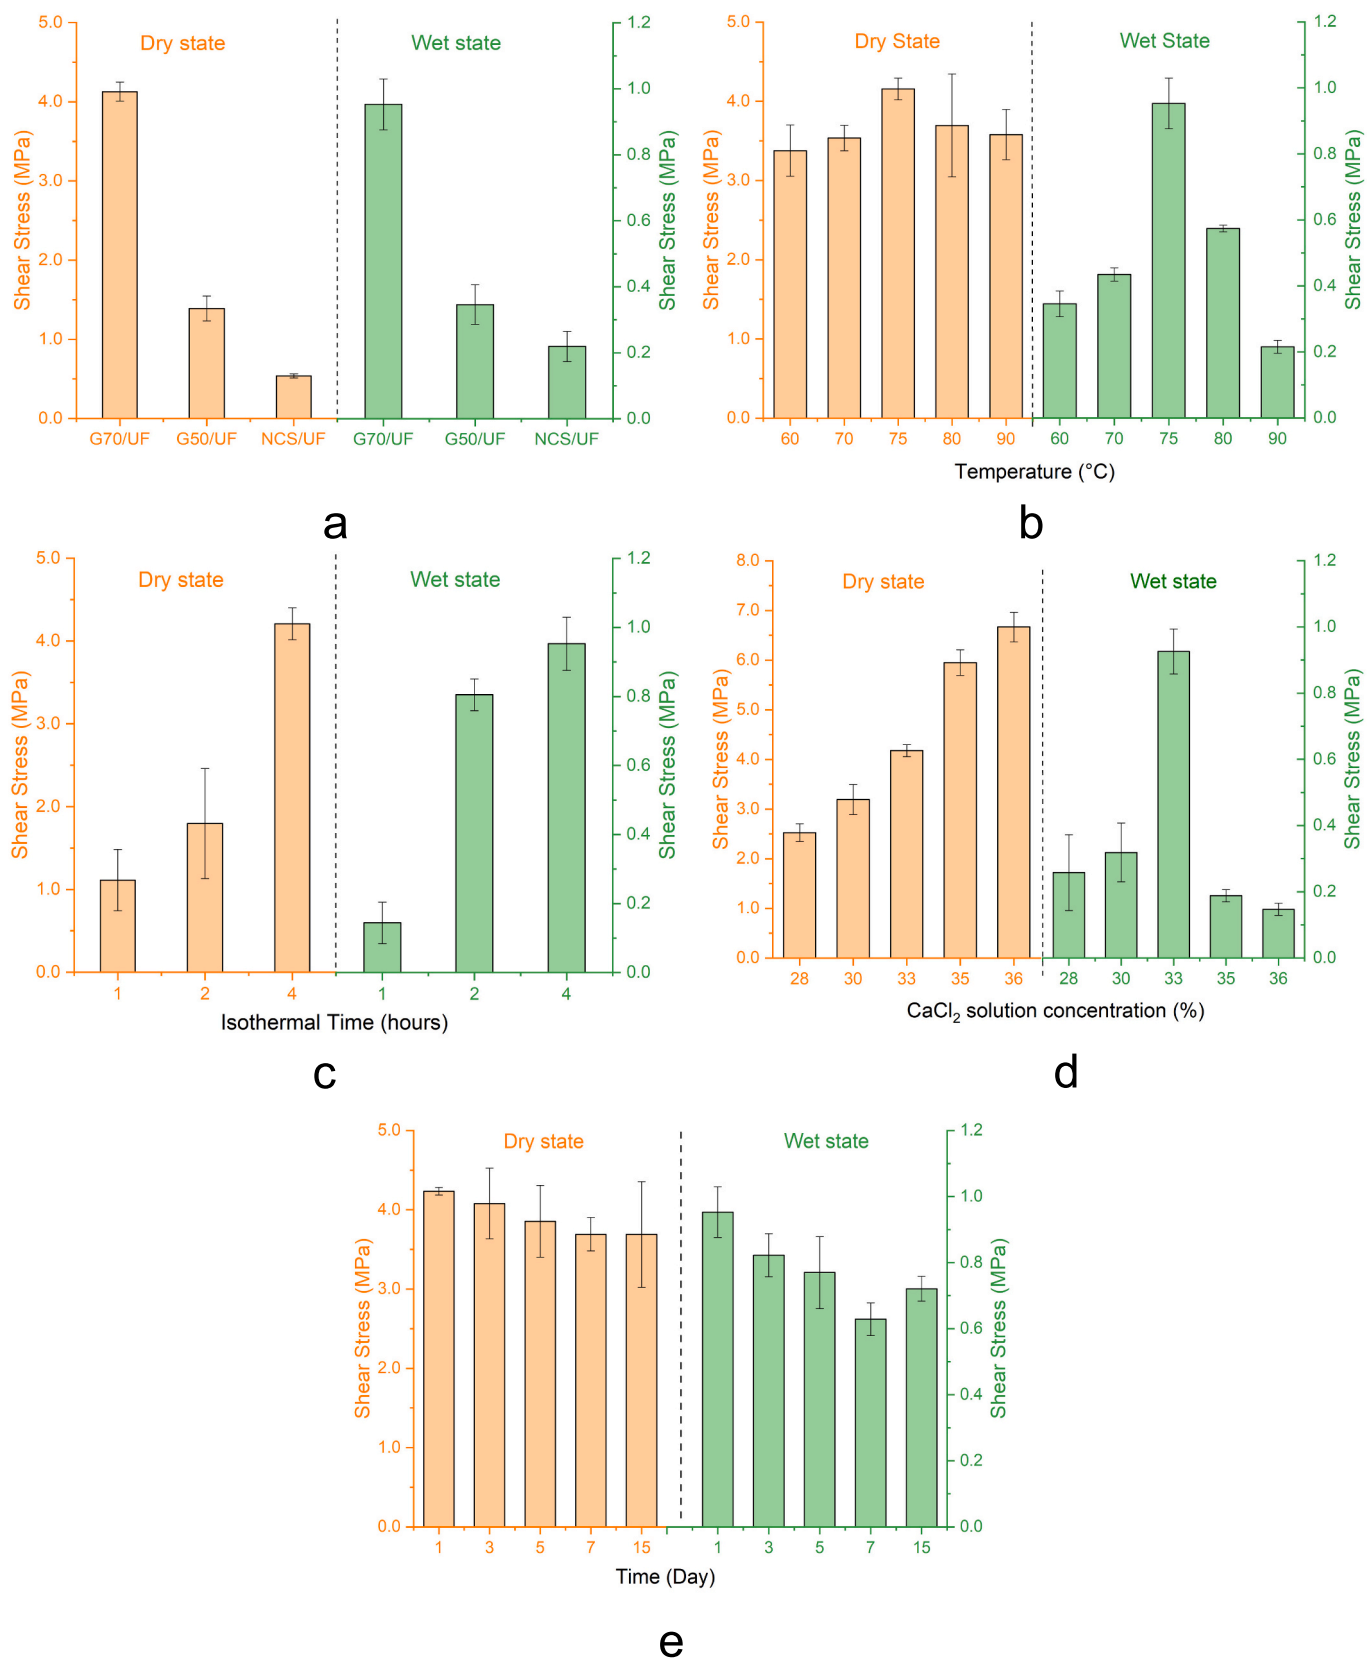 Dry state Wet state
Shear Stress (MPa)
5.0
4.0
3.0
2.0
1.0
0.0
G70/UF G50/UF NCS/UF G70/UF G50/UF NCS/UF
1.2
1.0
0.8
0.6
0.4
0.2
0.0
Shear Stress (MPa)
a
Dry State Wet State
Shear Stress (MPa)
5.0
4.0
3.0
2.0
1.0
0.0
60 70 75 80 90 60 70 75 80 90
1.2
1.0
0.8
0.6
0.4
0.2
0.0
Shear Stress (MPa)
Temperature (°C)
b
Dry state Wet state
Shear Stress (MPa)
5.0
4.0
3.0
2.0
1.0
0.0
1 2 4 1 2 4
1.2
1.0
0.8
0.6
0.4
0.2
0.0
Shear Stress (MPa)
Isothermal Time (hours)
c
Dry state Wet state
Shear Stress (MPa)
8.0
7.0
6.0
5.0
4.0
3.0
2.0
1.0
0.0
28 30 33 35 36 28 30 33 35 36
1.2
1.0
0.8
0.6
0.4
0.2
0.0
Shear Stress (MPa)
CaCl₂ solution concentration (%)
d
Dry state Wet state
Shear Stress (MPa)
5.0
4.0
3.0
2.0
1.0
0.0
1 3 5 7 15 1 3 5 7 15
1.2
1.0
0.8
0.6
0.4
0.2
0.0
Shear Stress (MPa)
Time (Day)
e